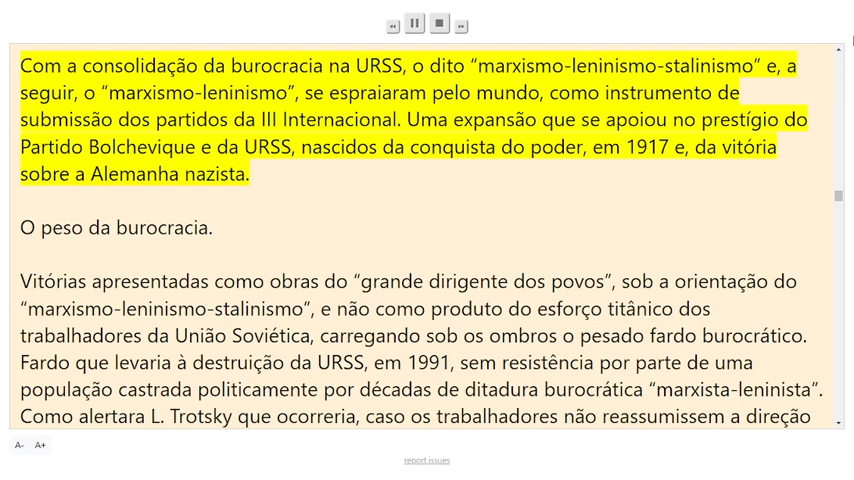 Com a consolidação da burocracia na URSS, o dito “marxismo-leninismo-stalinismo” e, a
seguir, o “marxismo-leninismo”, se espraiaram pelo mundo, como instrumento de
submissão dos partidos da III Internacional. Uma expansão que se apoiou no prestígio do
Partido Bolchevique e da URSS, nascidos da conquista do poder, em 1917 e, da vitória
sobre a Alemanha nazista.
O peso da burocracia.
Vitórias apresentadas como obras do “grande dirigente dos povos”, sob a orientação do
“marxismo-leninismo-stalinismo”, e não como produto do esforço titânico dos
trabalhadores da União Soviética, carregando sob os ombros o pesado fardo burocrático.
Fardo que levaria à destruição da URSS, em 1991, sem resistência por parte de uma
população castrada politicamente por décadas de ditadura burocrática “marxista-leninista”.
Como alertara L. Trotsky que ocorreria, caso os trabalhadores não reassumissem a direção
A- A+
report issues